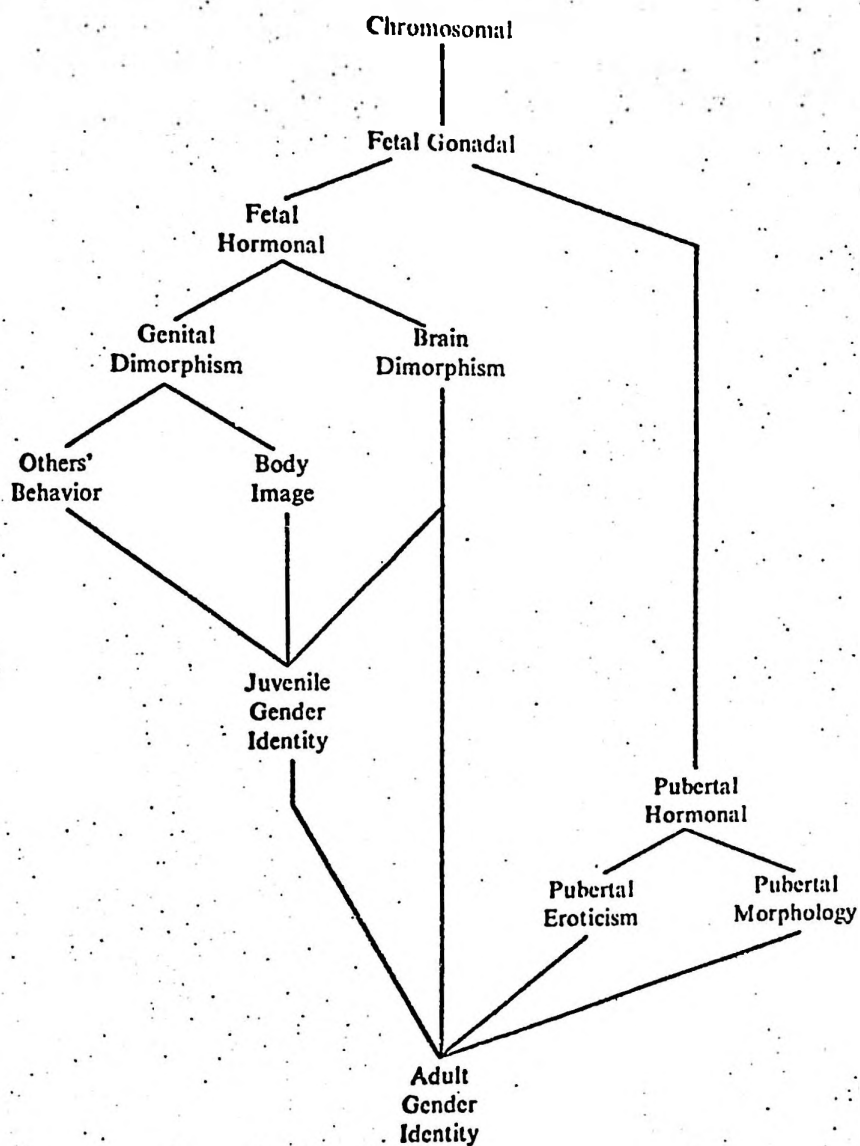 Chromosomal
Fetal Gonadal
Fetal
Hormonal
Genital
Dimorphism
Brain
Dimorphism
Others'
Behavior
Body
Image
Juvenile
Gender
Identity
Pubertal
Hormonal
Pubertal
Eroticism
Pubertal
Morphology
Adult
Gender
Identity